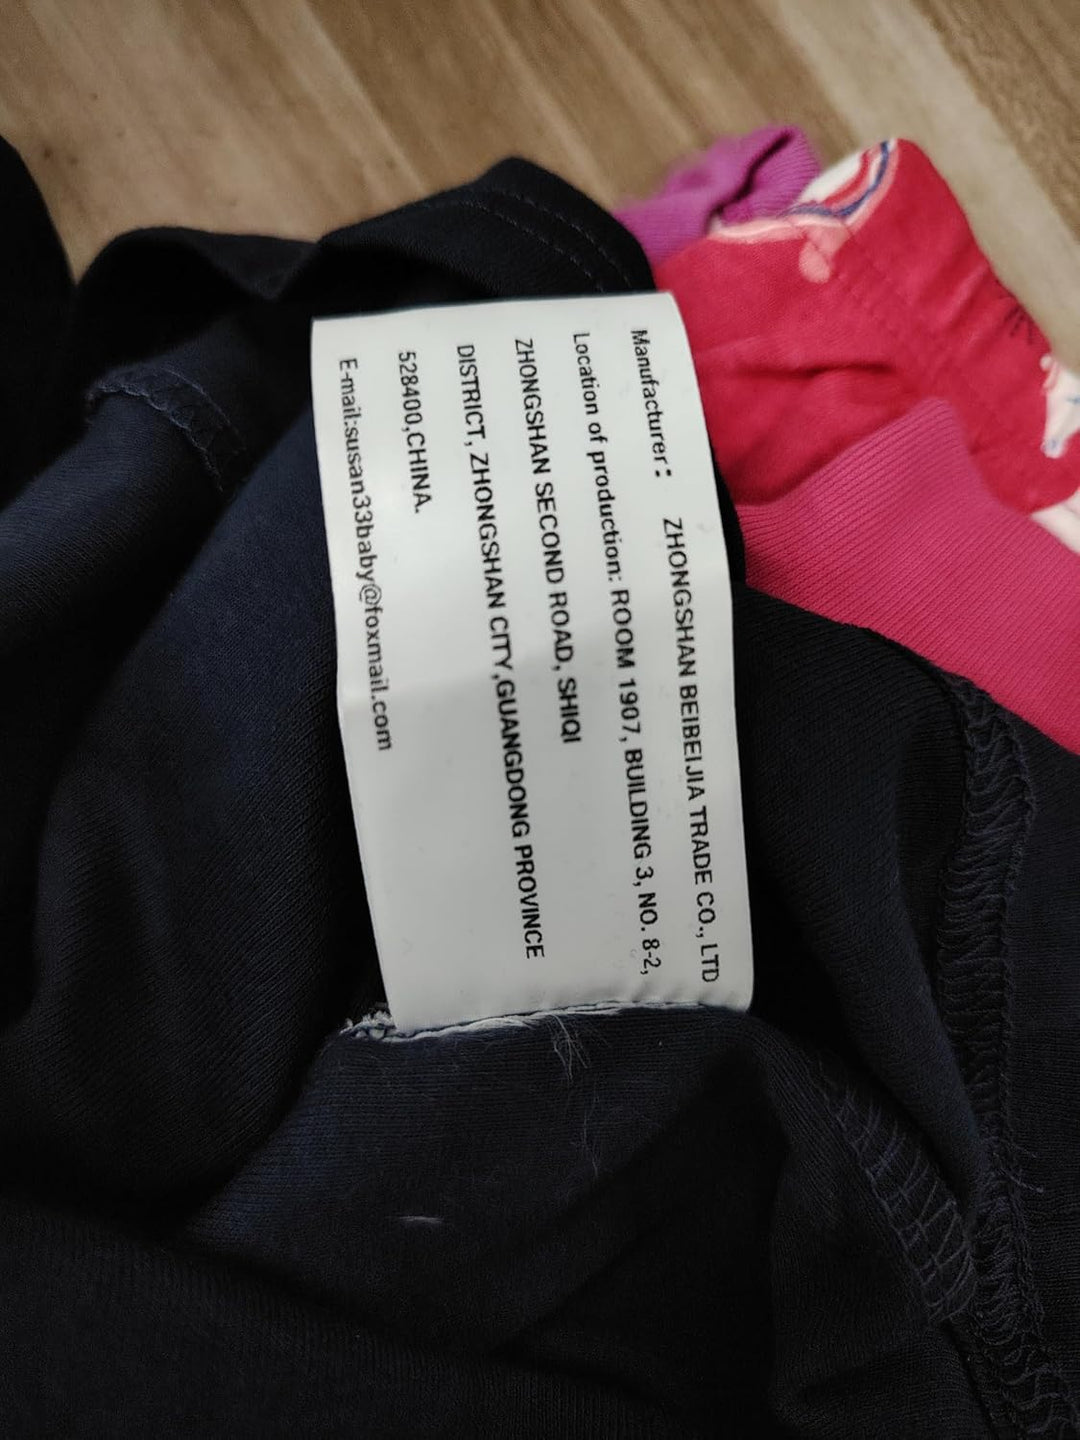 Manufacturer: ZHONGSHAN BEIBEIJIA TRADE CO., LTD
Location of production: ROOM 1907, BUILDING 3, NO. 8-2,
ZHONGSHAN SECOND ROAD, SHIQI
DISTRICT, ZHONGSHAN CITY,GUANGDONG PROVINCE
528400,CHINA.
E-mail:susan33baby@foxmail.com